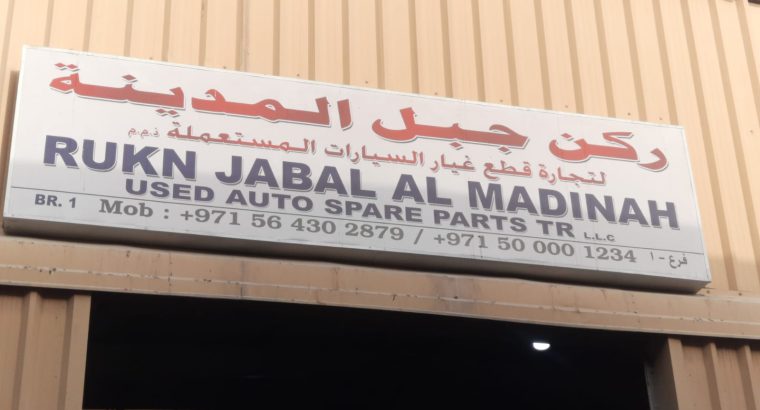 ركن جبل المدينة
لتجارة قطع غيار السيارات المستعملة ذ.م.م
RUKN JABAL AL MADINAH
USED AUTO SPARE PARTS TR L.L.C
BR. 1 Mob : +971 56 430 2879 / +971 50 000 1234 فرع - ١